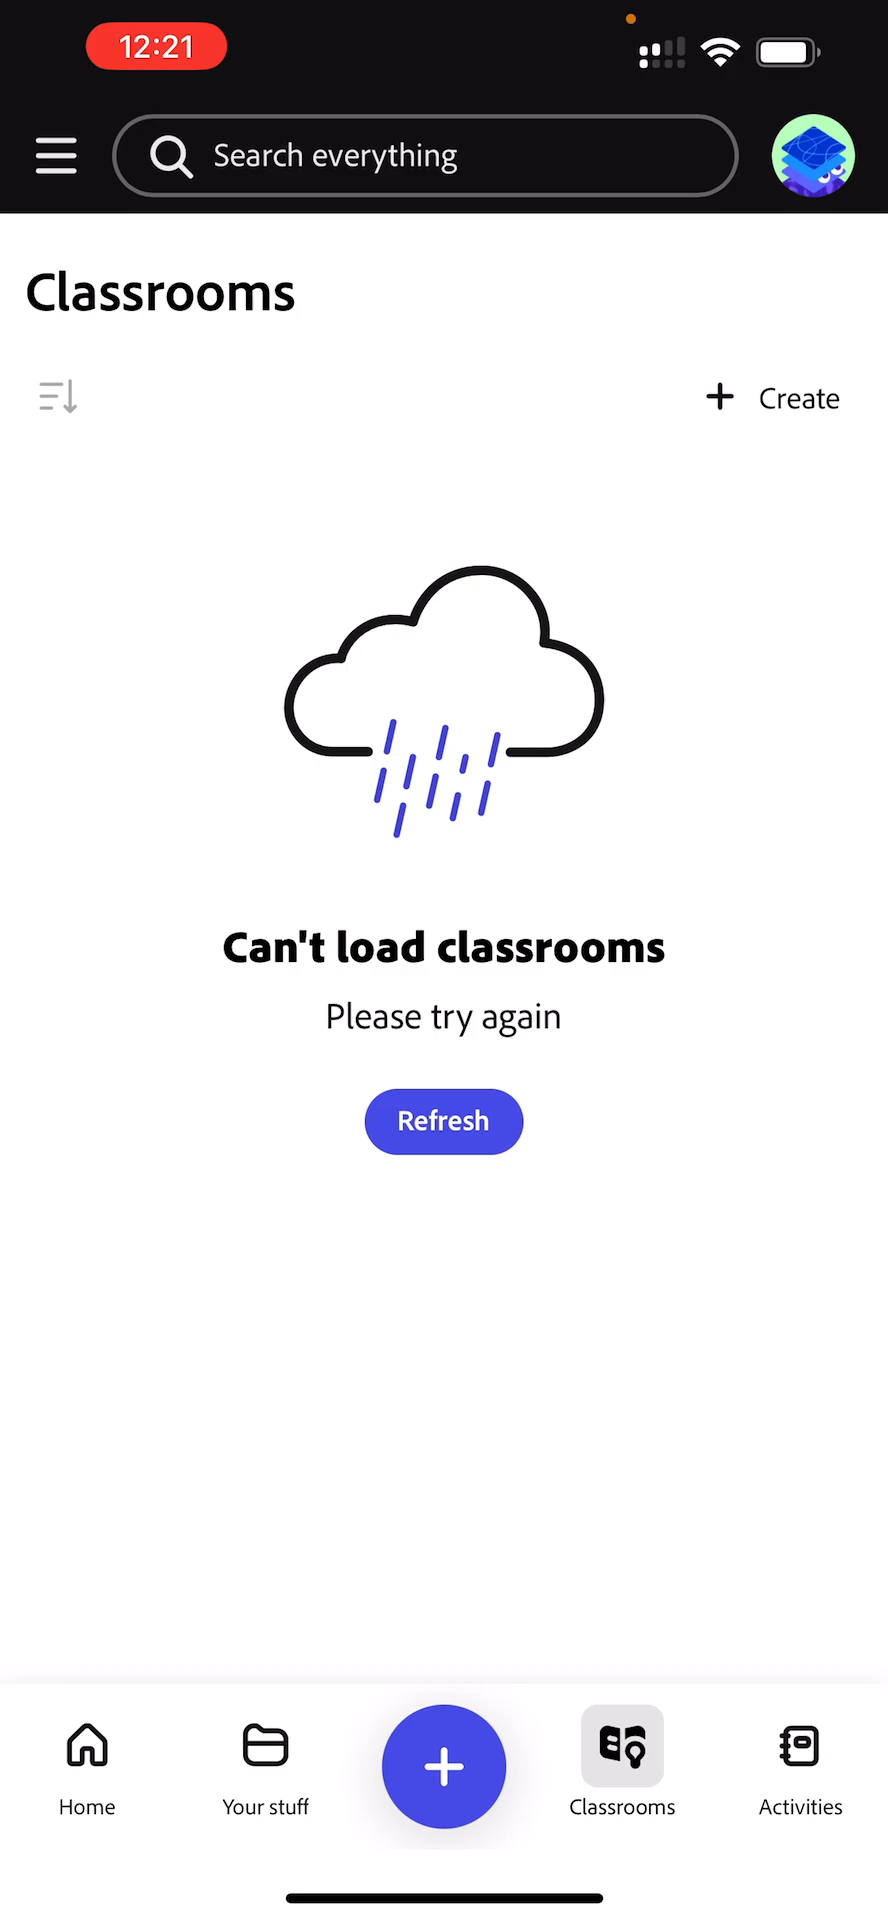 12:21
Search everything
Classrooms
Create
Can't load classrooms
Please try again
Refresh
Home
Your stuff
Classrooms
Activities